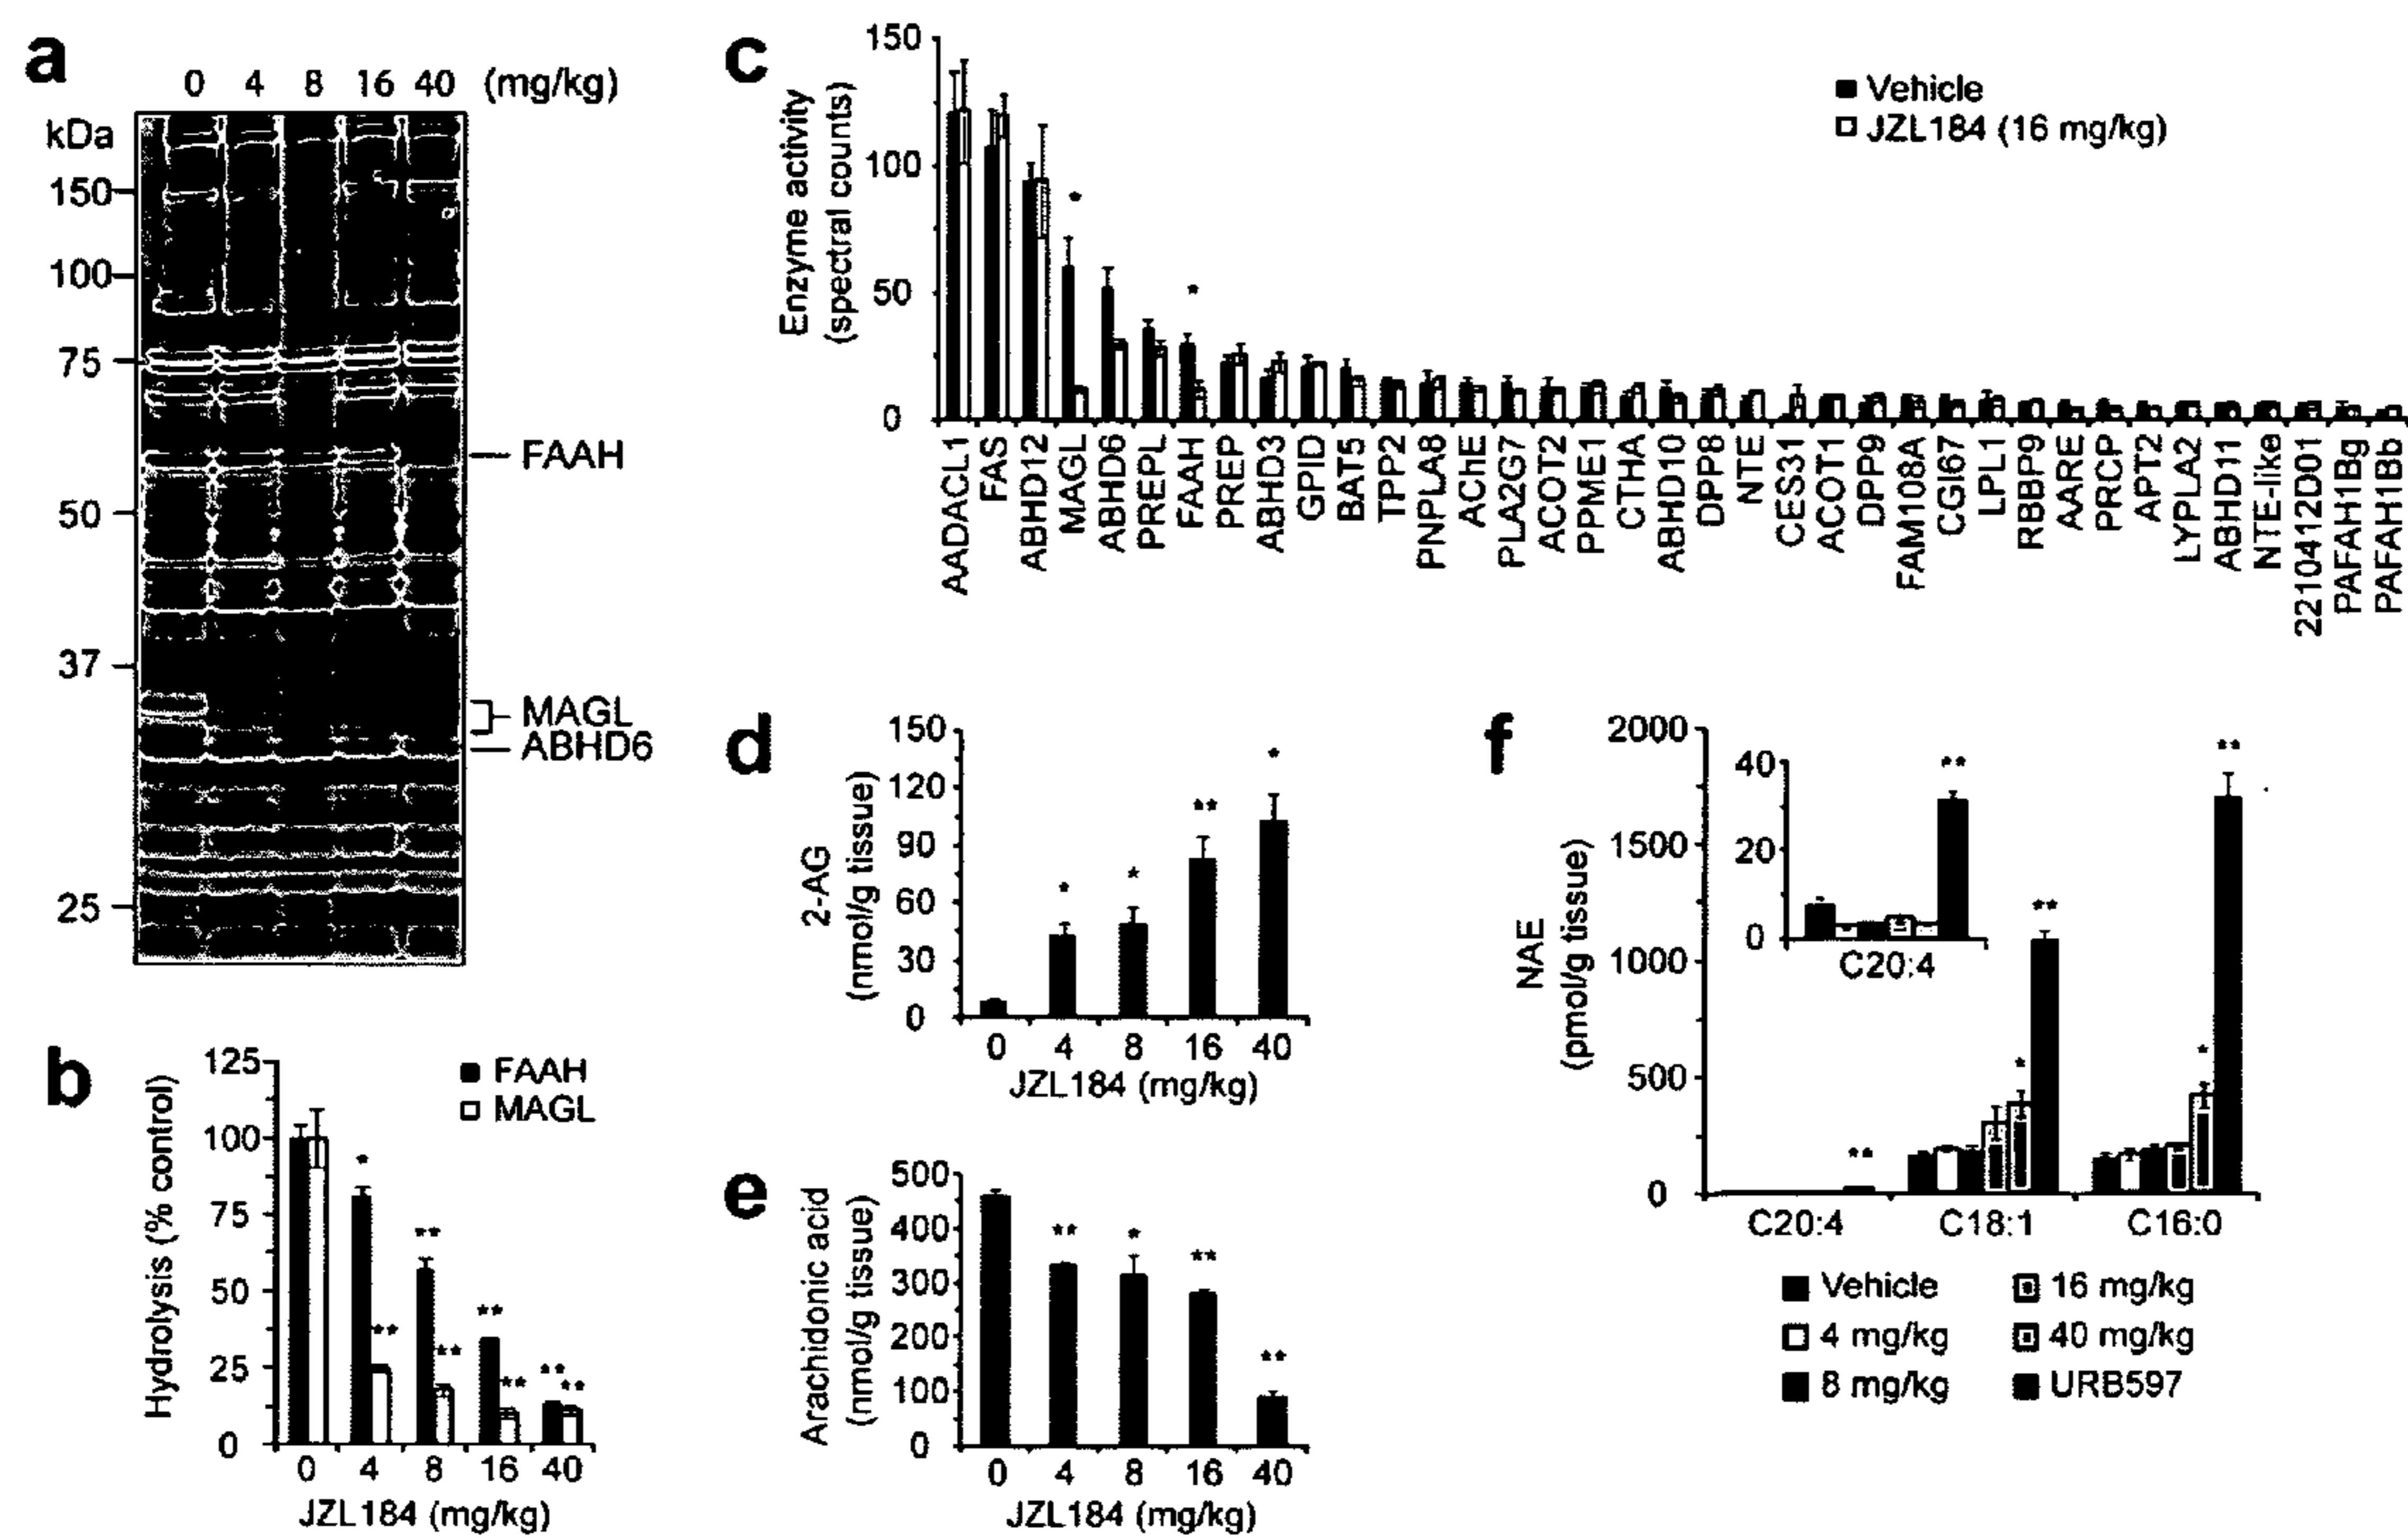 a
0 4 8 16 40 (mg/kg)
kDa
150
100
75
50
37
25
FAAH
MAGL
ABHD6
b
Hydrolysis (% control)
125
100
75
50
25
0
FAAH
MAGL
*
**
**
**
**
**
**
**
0 4 8 16 40
JZL184 (mg/kg)
c
Enzyme activity
(spectral counts)
150
100
50
0
Vehicle
JZL184 (16 mg/kg)
*
*
AADACL1
FAS
ABHD12
MAGL
ABHD6
PREPL
FAAH
PREP
ABHD3
GPID
BAT5
TPP2
PNPLA8
AChE
PLA2G7
ACOT2
PPME1
CTHA
ABHD10
DPP8
NTE
CES31
ACOT1
DPP9
FAM108A
CGI67
LPL1
RBBP9
AARE
PRCP
APT2
LYPLA2
ABHD11
NTE-like
2210412D01
PAFAH1Bg
PAFAH1Bb
d
2-AG
(nmol/g tissue)
150
120
90
60
30
0
*
*
**
*
0 4 8 16 40
JZL184 (mg/kg)
e
Arachidonic acid
(nmol/g tissue)
500
400
300
200
100
0
**
*
**
**
0 4 8 16 40
JZL184 (mg/kg)
f
NAE
(pmol/g tissue)
2000
1500
1000
500
0
40
20
0
**
C20:4
**
*
**
*
**
C20:4 C18:1 C16:0
Vehicle
4 mg/kg
8 mg/kg
16 mg/kg
40 mg/kg
URB597